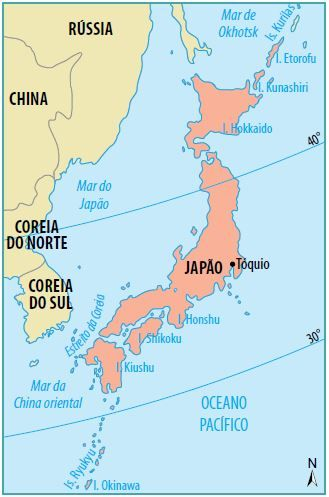 RÚSSIA
Mar de
Okhotsk
Is. Kurilas
I. Etorofu
I. Kunashiri
CHINA
I. Hokkaido
40°
Mar do
Japão
COREIA
DO NORTE
JAPÃO
Tóquio
COREIA
DO SUL
Estreito da Coreia
I. Honshu
I. Shikoku
30°
I. Kiushu
Mar da
China oriental
OCEANO
PACÍFICO
Is. Ryukyu
I. Okinawa
N